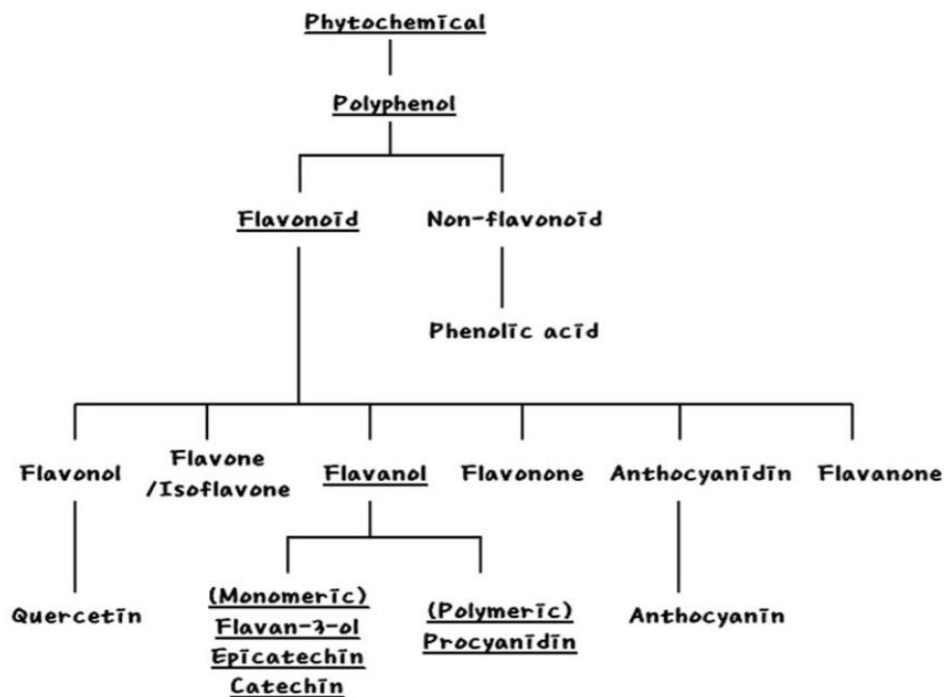 Phytochemical
Polyphenol
Flavonoid
Non-flavonoid
Phenolic acid
Flavonol
Flavone
/Isoflavone
Flavanol
Flavonone
Anthocyanidin
Flavanone
Quercetin
(Monomeric)
Flavan-3-ol
Epicatechin
Catechin
(Polymeric)
Procyanidin
Anthocyanin